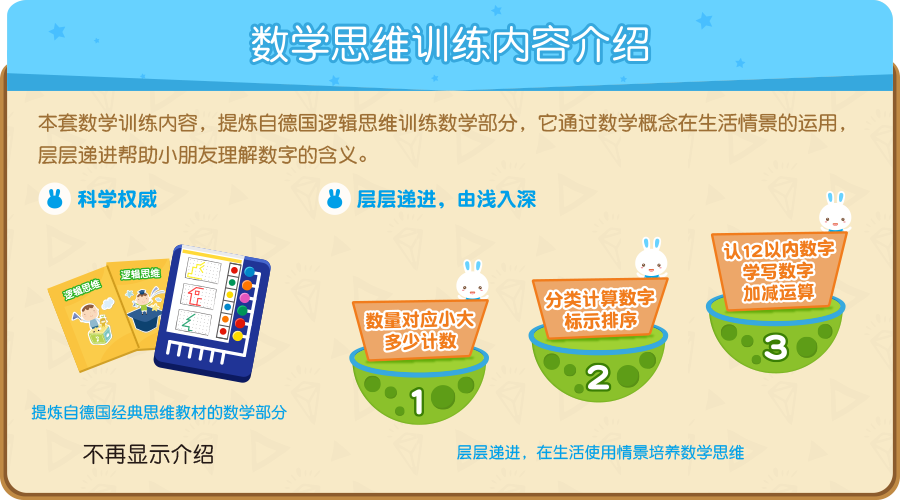 数学思维训练内容介绍
本套数学训练内容，提炼自德国逻辑思维训练数学部分，它通过数学概念在生活情景的运用，
层层递进帮助小朋友理解数字的含义。
科学权威
层层递进，由浅入深
逻辑思维
逻辑思维
数量对应小大
多少计数
1
分类计算数字
标示排序
2
认12以内数字
学写数字
加减运算
3
提炼自德国经典思维教材的数学部分
不再显示介绍
层层递进，在生活使用情景培养数学思维